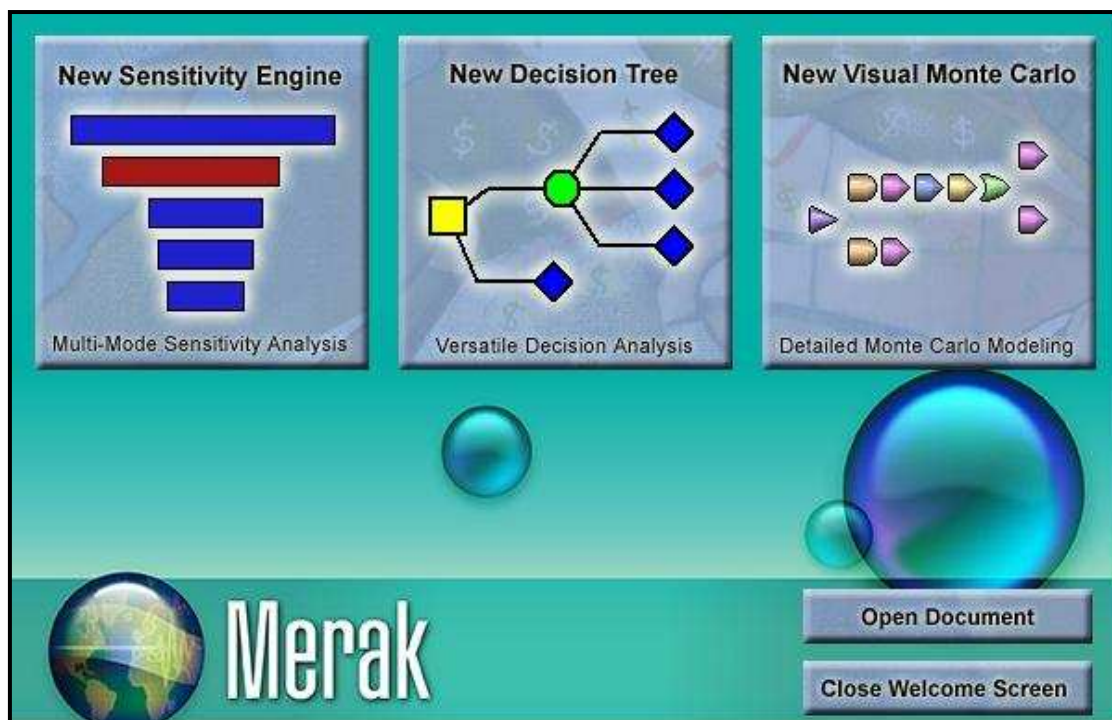 New Sensitivity Engine
Multi-Mode Sensitivity Analysis
New Decision Tree
Versatile Decision Analysis
New Visual Monte Carlo
Detailed Monte Carlo Modeling
Merak
Open Document
Close Welcome Screen